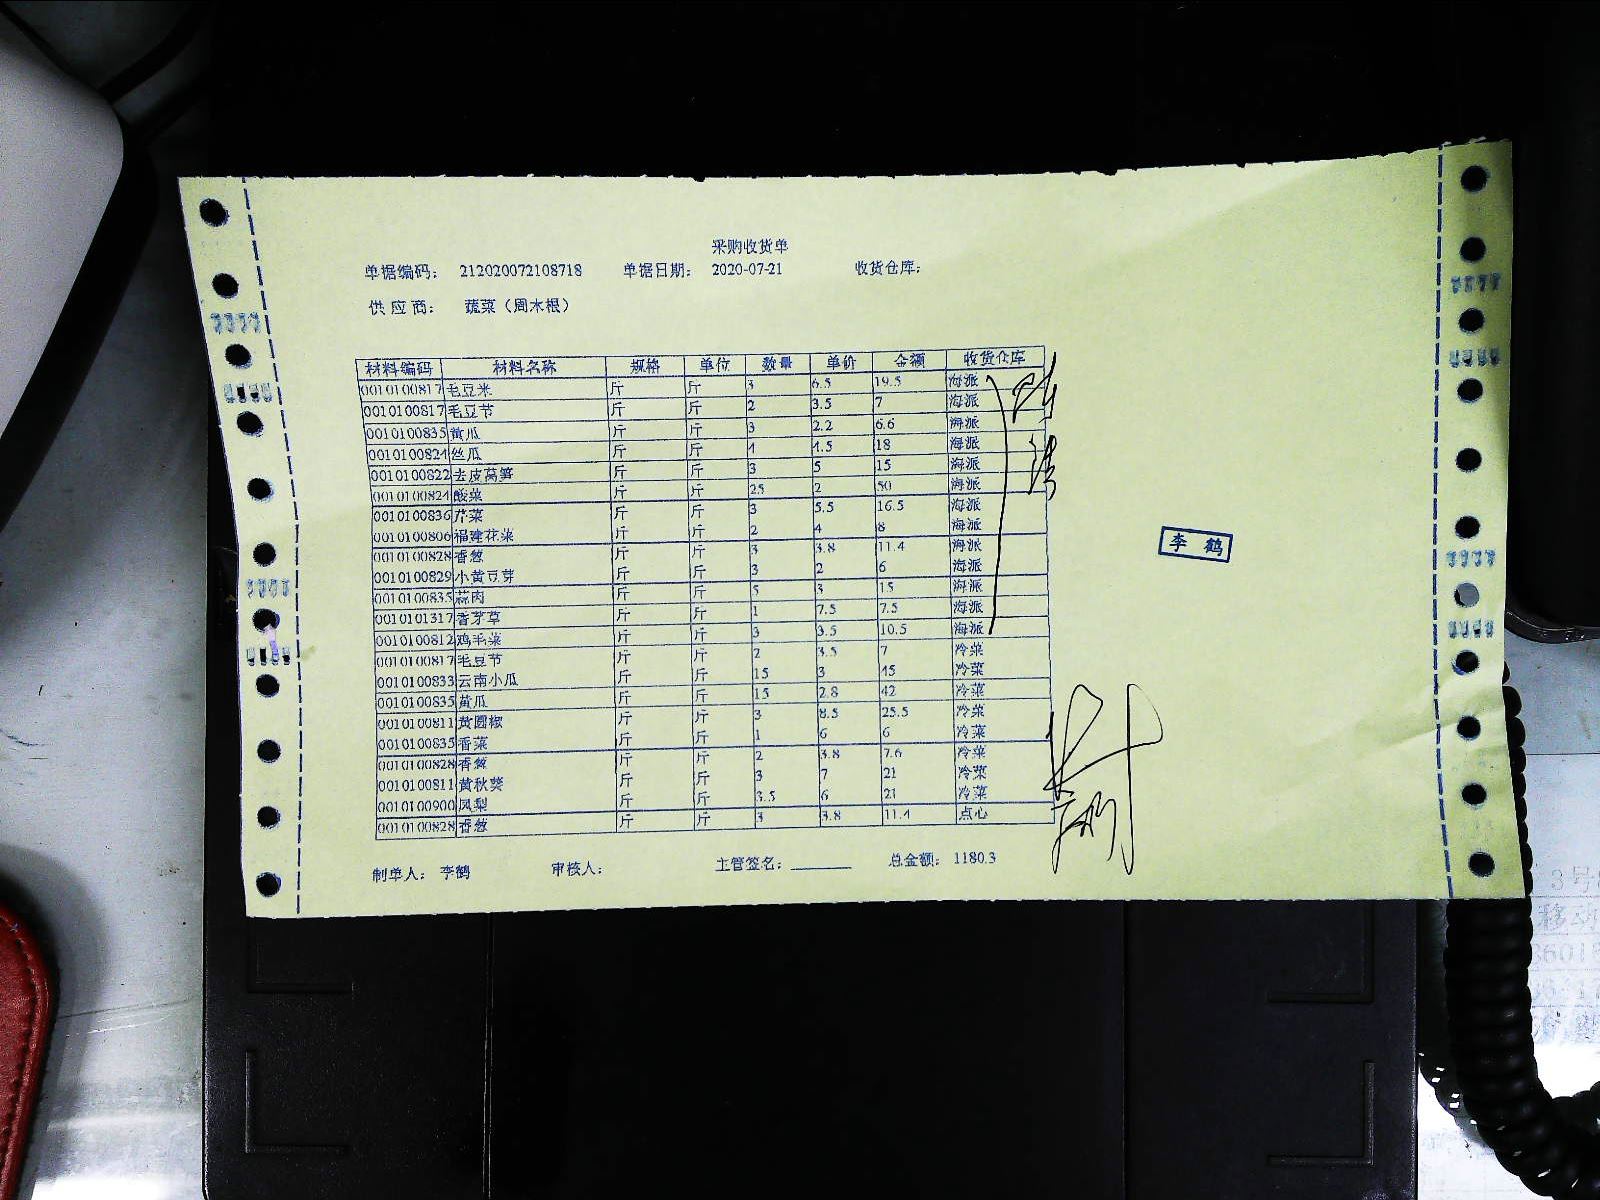 采购收货单
单据编码： 212020072108718 单据日期： 2020-07-21 收货仓库：
供应商： 蔬菜（周木根）
材料编码 材料名称 规格 单位 数量 单价 金额 收货仓库
0010100817 毛豆米 斤 斤 3 6.5 19.5 海派
0010100817 毛豆节 斤 斤 2 3.5 7 海派
0010100835 黄瓜 斤 斤 3 2.2 6.6 海派
0010100824 丝瓜 斤 斤 4 4.5 18 海派
0010100822 去皮莴笋 斤 斤 3 5 15 海派
0010100824 酸菜 斤 斤 25 2 50 海派
0010100836 芹菜 斤 斤 3 5.5 16.5 海派
0010100806 福建花菜 斤 斤 2 4 8 海派
0010100828 香葱 斤 斤 3 3.8 11.4 海派
0010100829 小黄豆芽 斤 斤 3 2 6 海派
0010100835 蒜肉 斤 斤 5 3 15 海派
0010101317 香茅草 斤 斤 1 7.5 7.5 海派
0010100812 鸡毛菜 斤 斤 3 3.5 10.5 海派
0010100817 毛豆节 斤 斤 2 3.5 7 冷菜
0010100833 云南小瓜 斤 斤 15 3 45 冷菜
0010100835 黄瓜 斤 斤 15 2.8 42 冷菜
0010100811 黄圆椒 斤 斤 3 8.5 25.5 冷菜
0010100835 香菜 斤 斤 1 6 6 冷菜
0010100828 香葱 斤 斤 2 3.8 7.6 冷菜
0010100811 黄秋葵 斤 斤 3 7 21 冷菜
0010100900 凤梨 斤 斤 3.5 6 21 冷菜
0010100828 香葱 斤 斤 3 3.8 11.4 点心
制单人： 李鹤 审核人： 主管签名：________ 总金额： 1180.3
李鹤
3号
移动